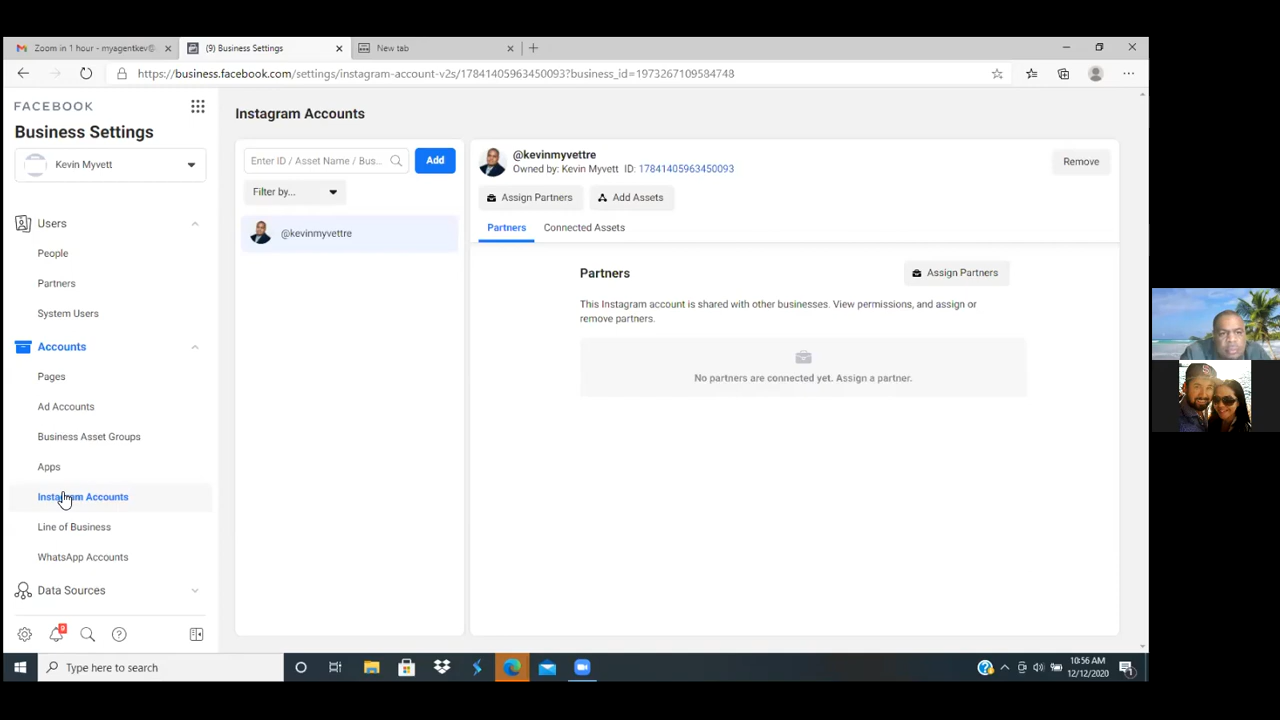 Zoom in 1 hour - myagentkev@
(9) Business Settings
New tab
https://business.facebook.com/settings/instagram-account-v2s/17841405963450093?business_id=1973267109584748
FACEBOOK
Business Settings
Kevin Myvett
Users
People
Partners
System Users
Accounts
Pages
Ad Accounts
Business Asset Groups
Apps
Instagram Accounts
Line of Business
WhatsApp Accounts
Data Sources
9
Instagram Accounts
Enter ID / Asset Name / Bus...
Add
Filter by...
@kevinmyvettre
@kevinmyvettre
Owned by: Kevin Myvett ID: 17841405963450093
Remove
Assign Partners
Add Assets
Partners
Connected Assets
Partners
Assign Partners
This Instagram account is shared with other businesses. View permissions, and assign or
remove partners.
No partners are connected yet. Assign a partner.
Type here to search
10:56 AM
12/12/2020
1